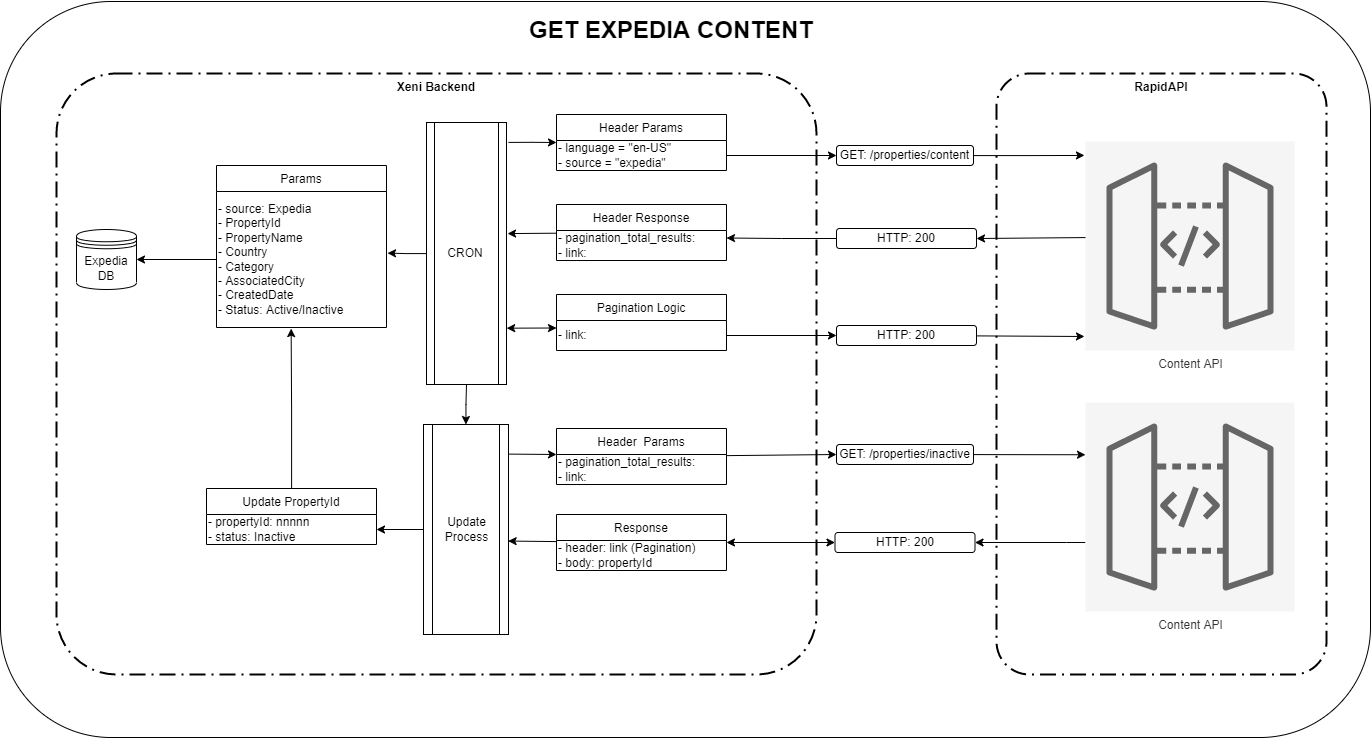 GET EXPEDIA CONTENT
Xeni Backend
RapidAPI
Header Params
- language = "en-US"
- source = "expedia"
GET: /properties/content
Params
- source: Expedia
- PropertyId
- PropertyName
- Country
- Category
- AssociatedCity
- CreatedDate
- Status: Active/Inactive
Expedia
DB
CRON
Header Response
- pagination_total_results:
- link:
HTTP: 200
Pagination Logic
- link:
HTTP: 200
Content API
Header  Params
- pagination_total_results:
- link:
GET: /properties/inactive
Update PropertyId
- propertyId: nnnnn
- status: Inactive
Update
Process
Response
- header: link (Pagination)
- body: propertyId
HTTP: 200
Content API